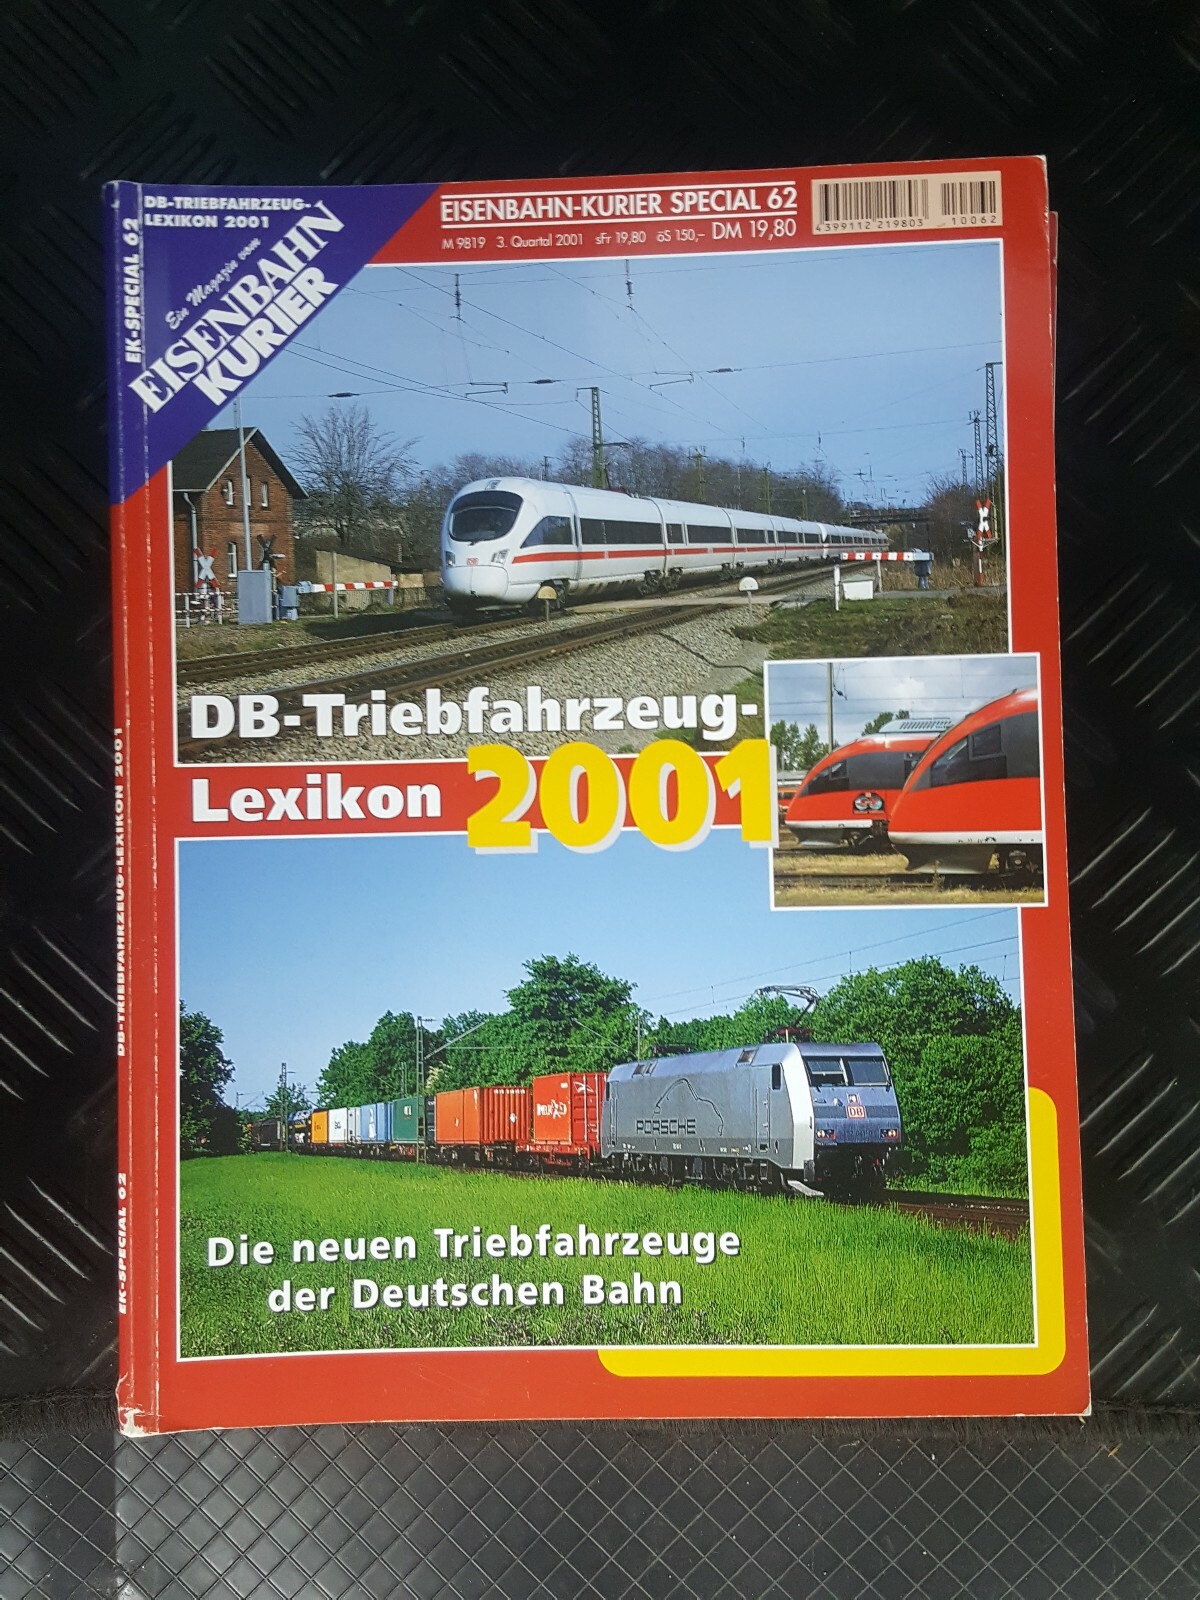 EISENBAHN-KURIER SPECIAL 62
M 9819 3. Quartal 2001 sFr 19,80 öS 150,- DM 19,80
4399112 219803 10062
DB-TRIEBFAHRZEUG-
LEXIKON 2001
Ein Magazin vom
EISENBAHN
KURIER
EK-SPECIAL 62
DB-Triebfahrzeug-
Lexikon 2001
DB
PORSCHE
DB
Die neuen Triebfahrzeuge
der Deutschen Bahn
DB-TRIEBFAHRZEUG-LEXIKON 2001
EK-SPECIAL 62